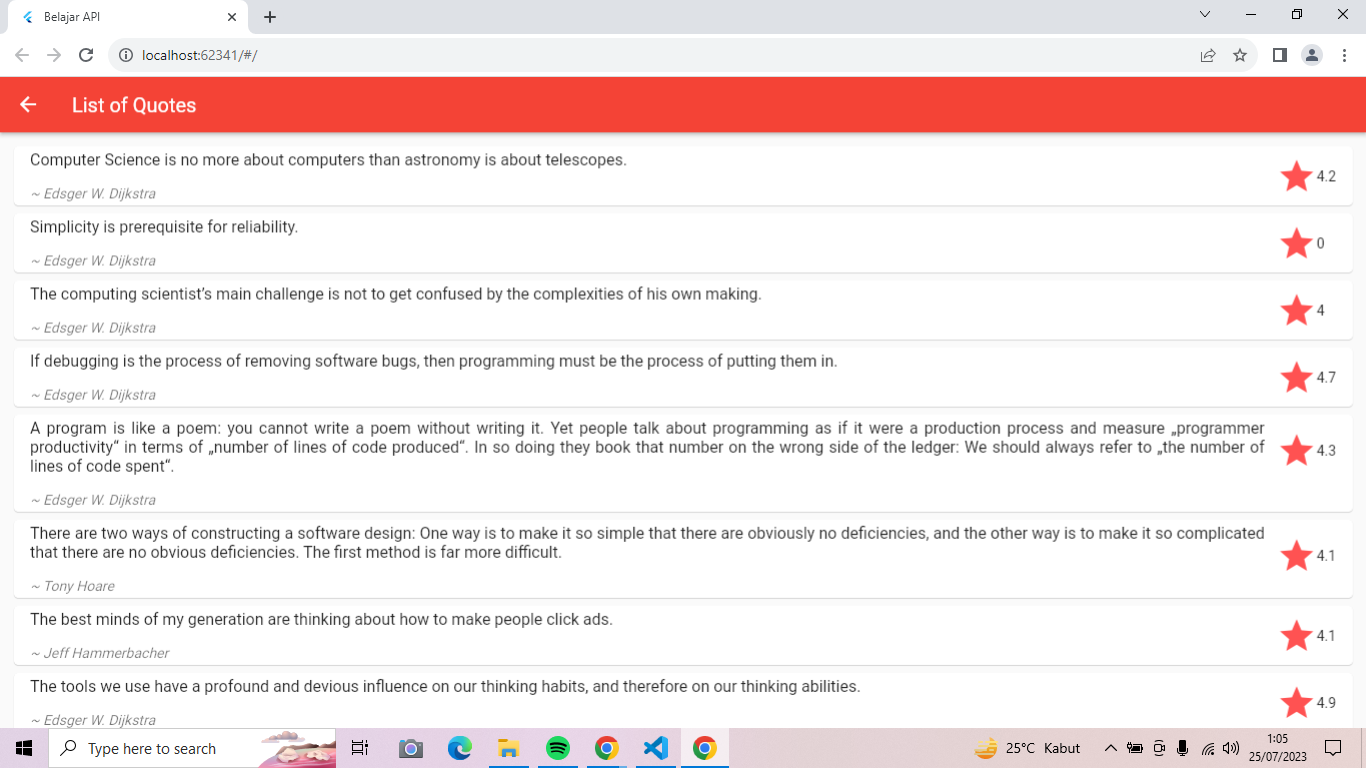 Belajar API
localhost:62341/#/
List of Quotes
Computer Science is no more about computers than astronomy is about telescopes.
~ Edsger W. Dijkstra
4.2
Simplicity is prerequisite for reliability.
~ Edsger W. Dijkstra
0
The computing scientist’s main challenge is not to get confused by the complexities of his own making.
~ Edsger W. Dijkstra
4
If debugging is the process of removing software bugs, then programming must be the process of putting them in.
~ Edsger W. Dijkstra
4.7
A program is like a poem: you cannot write a poem without writing it. Yet people talk about programming as if it were a production process and measure „programmer
productivity“ in terms of „number of lines of code produced“. In so doing they book that number on the wrong side of the ledger: We should always refer to „the number of
lines of code spent“.
~ Edsger W. Dijkstra
4.3
There are two ways of constructing a software design: One way is to make it so simple that there are obviously no deficiencies, and the other way is to make it so complicated
that there are no obvious deficiencies. The first method is far more difficult.
~ Tony Hoare
4.1
The best minds of my generation are thinking about how to make people click ads.
~ Jeff Hammerbacher
4.1
The tools we use have a profound and devious influence on our thinking habits, and therefore on our thinking abilities.
~ Edsger W. Dijkstra
4.9
Type here to search
25°C Kabut
1:05
25/07/2023